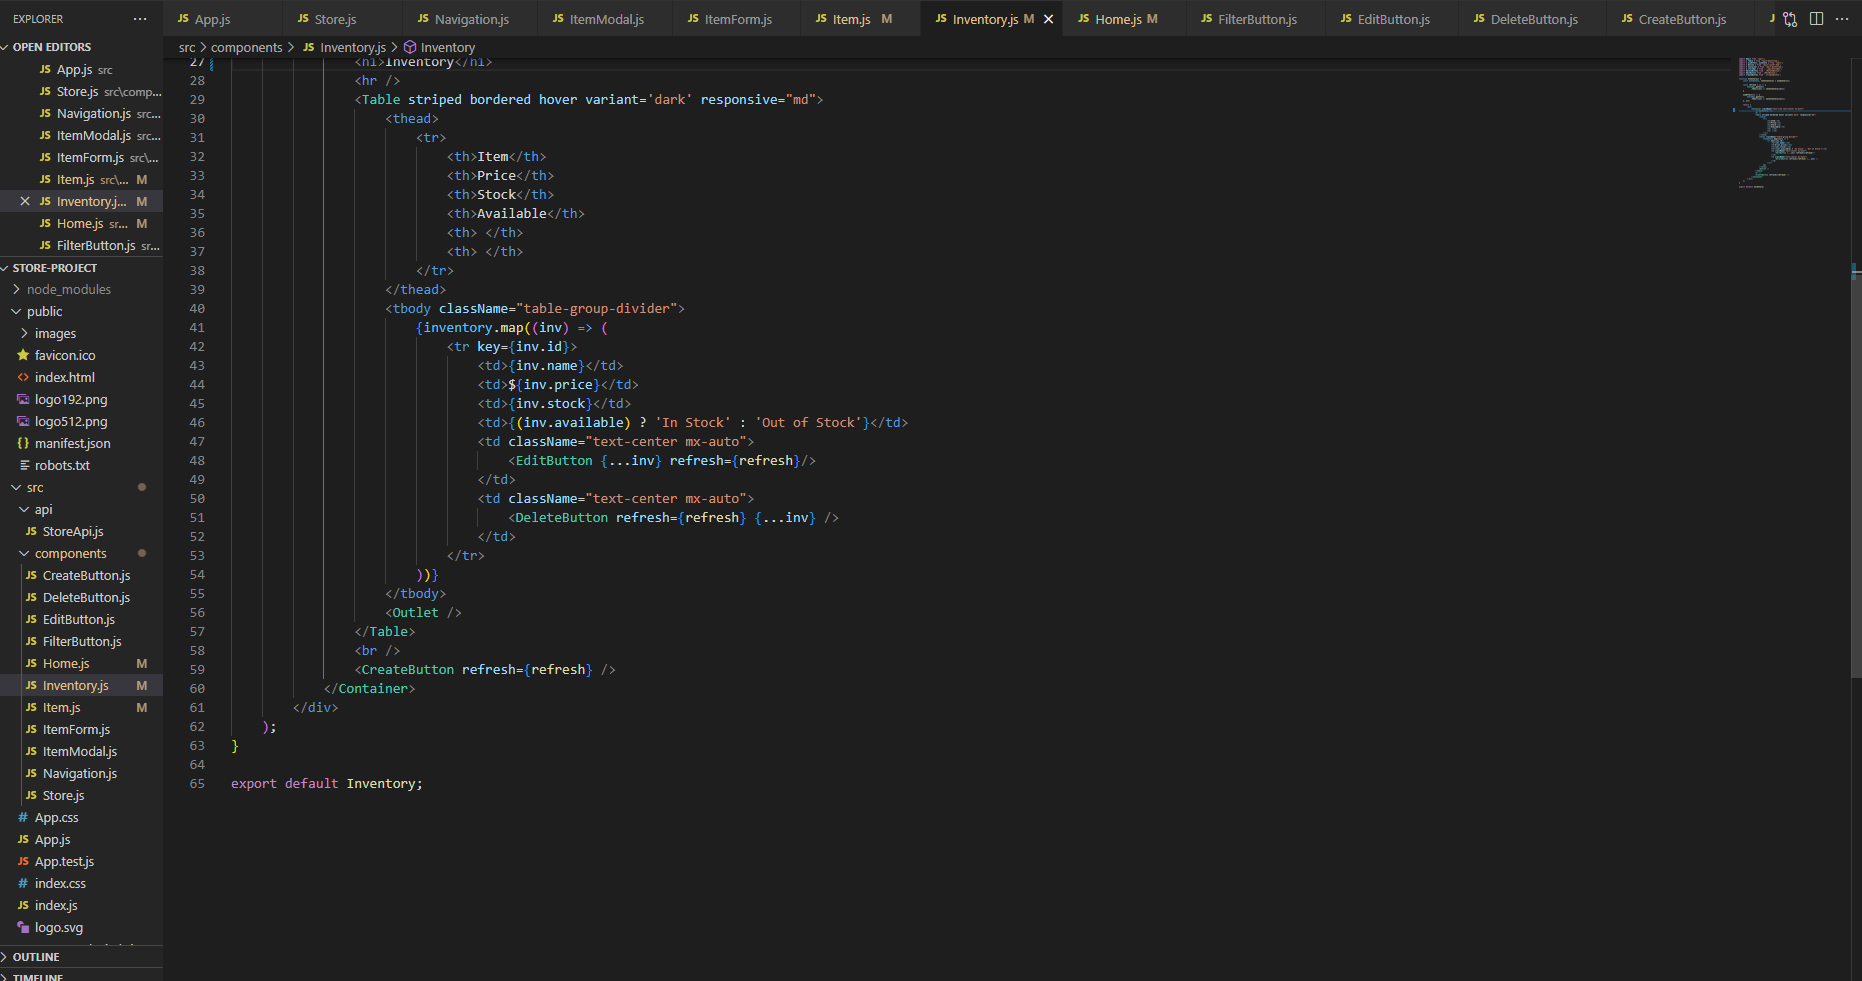 EXPLORER ···
OPEN EDITORS
JS App.js src
JS Store.js src\comp...
JS Navigation.js src...
JS ItemModal.js src...
JS ItemForm.js src\...
JS Item.js src\... M
JS Inventory.j... M
JS Home.js sr... M
JS FilterButton.js sr...
STORE-PROJECT
node_modules
public
images
favicon.ico
<> index.html
logo192.png
logo512.png
{} manifest.json
robots.txt
src
api
JS StoreApi.js
components
JS CreateButton.js
JS DeleteButton.js
JS EditButton.js
JS FilterButton.js
JS Home.js M
JS Inventory.js M
JS Item.js M
JS ItemForm.js
JS ItemModal.js
JS Navigation.js
JS Store.js
# App.css
JS App.js
JS App.test.js
# index.css
JS index.js
logo.svg
OUTLINE
TIMELINE
JS App.js JS Store.js JS Navigation.js JS ItemModal.js JS ItemForm.js JS Item.js M JS Inventory.js M JS Home.js M JS FilterButton.js JS EditButton.js JS DeleteButton.js JS CreateButton.js
src > components > JS Inventory.js > Inventory
27 <h1>Inventory</h1>
28 <hr />
29 <Table striped bordered hover variant='dark' responsive="md">
30 <thead>
31 <tr>
32 <th>Item</th>
33 <th>Price</th>
34 <th>Stock</th>
35 <th>Available</th>
36 <th> </th>
37 <th> </th>
38 </tr>
39 </thead>
40 <tbody className="table-group-divider">
41 {inventory.map((inv) => (
42 <tr key={inv.id}>
43 <td>{inv.name}</td>
44 <td>${inv.price}</td>
45 <td>{inv.stock}</td>
46 <td>{(inv.available) ? 'In Stock' : 'Out of Stock'}</td>
47 <td className="text-center mx-auto">
48 <EditButton {...inv} refresh={refresh}/>
49 </td>
50 <td className="text-center mx-auto">
51 <DeleteButton refresh={refresh} {...inv} />
52 </td>
53 </tr>
54 ))}
55 </tbody>
56 <Outlet />
57 </Table>
58 <br />
59 <CreateButton refresh={refresh} />
60 </Container>
61 </div>
62 );
63 }
64
65 export default Inventory;